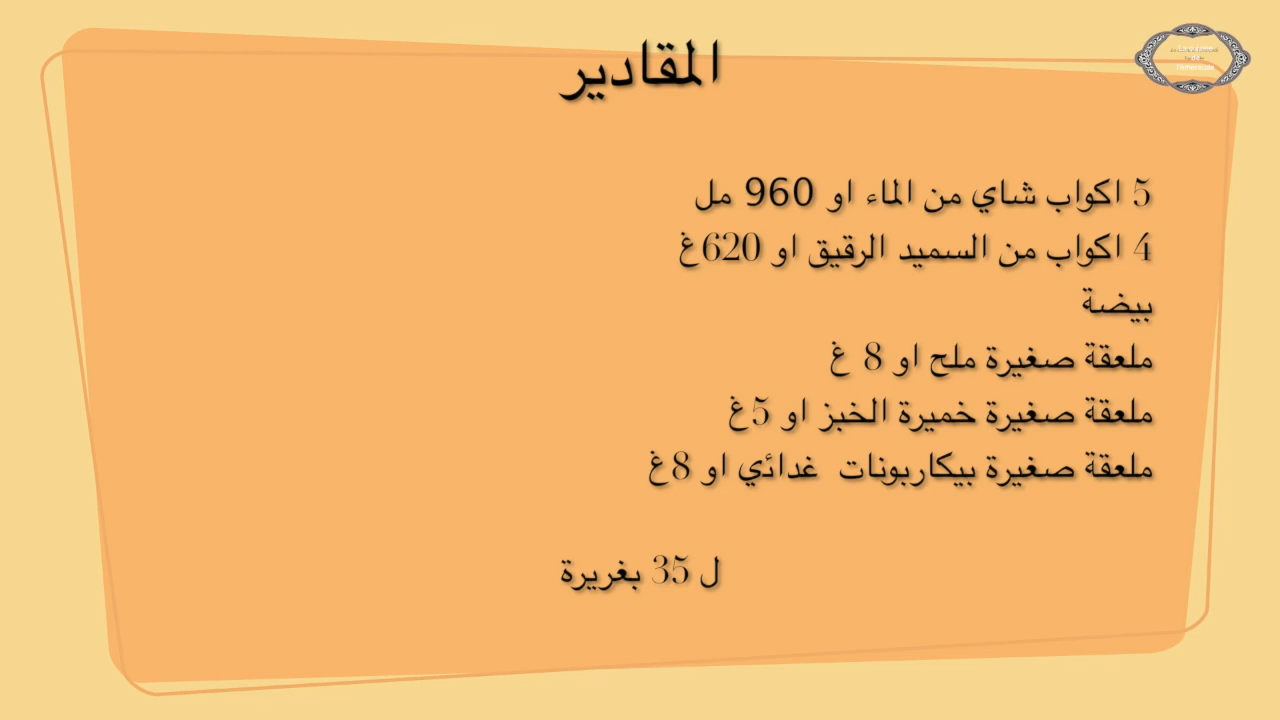 المقادير
5 اكواب شاي من الماء او 960 مل
4 اكواب من السميد الرقيق او 620غ
بيضة
ملعقة صغيرة ملح او 8 غ
ملعقة صغيرة خميرة الخبز او 5غ
ملعقة صغيرة بيكاربونات غدائي او 8غ
ل 35 بغريرة